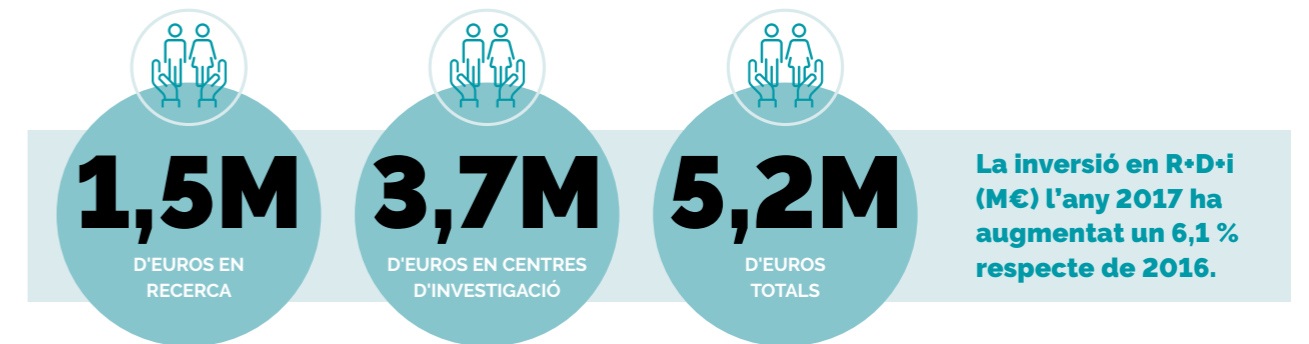 1,5M
D'EUROS EN
RECERCA
3,7M
D'EUROS EN CENTRES
D'INVESTIGACIÓ
5,2M
D'EUROS
TOTALS
La inversió en R+D+i
(M€) l’any 2017 ha
augmentat un 6,1 %
respecte de 2016.